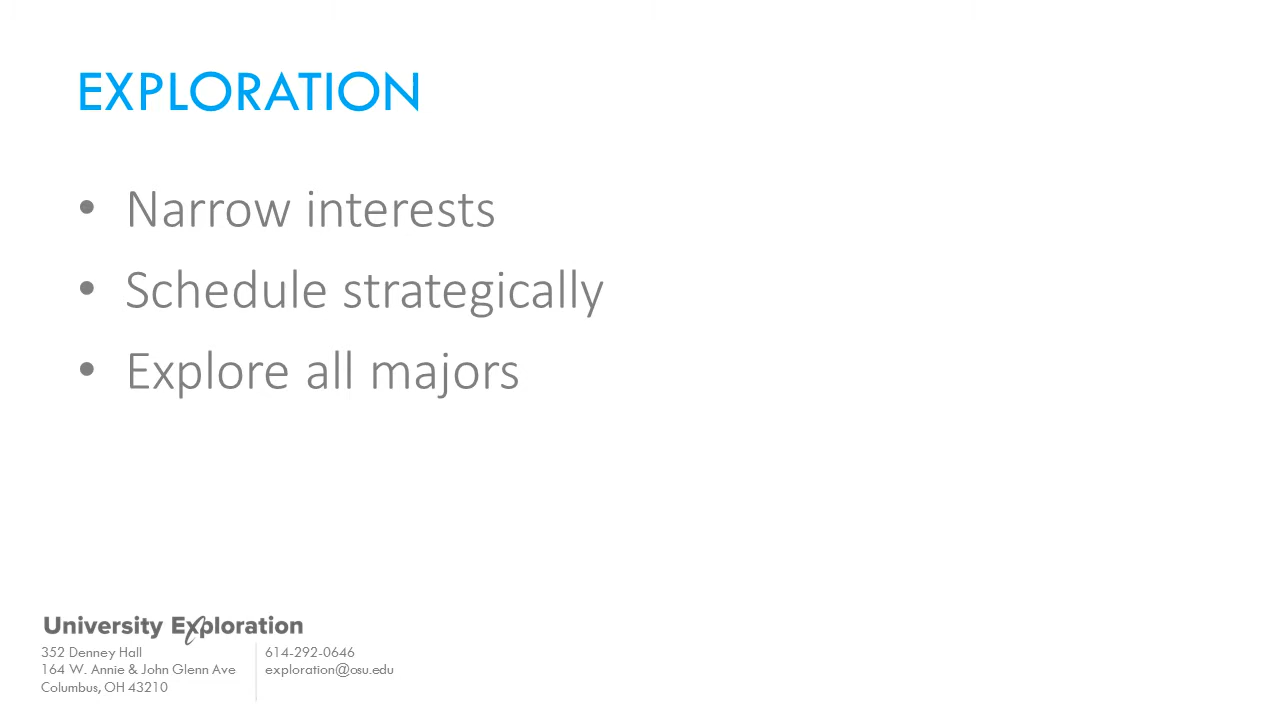 EXPLORATION
• Narrow interests
• Schedule strategically
• Explore all majors
University Exploration
352 Denney Hall
164 W. Annie & John Glenn Ave
Columbus, OH 43210
614-292-0646
exploration@osu.edu